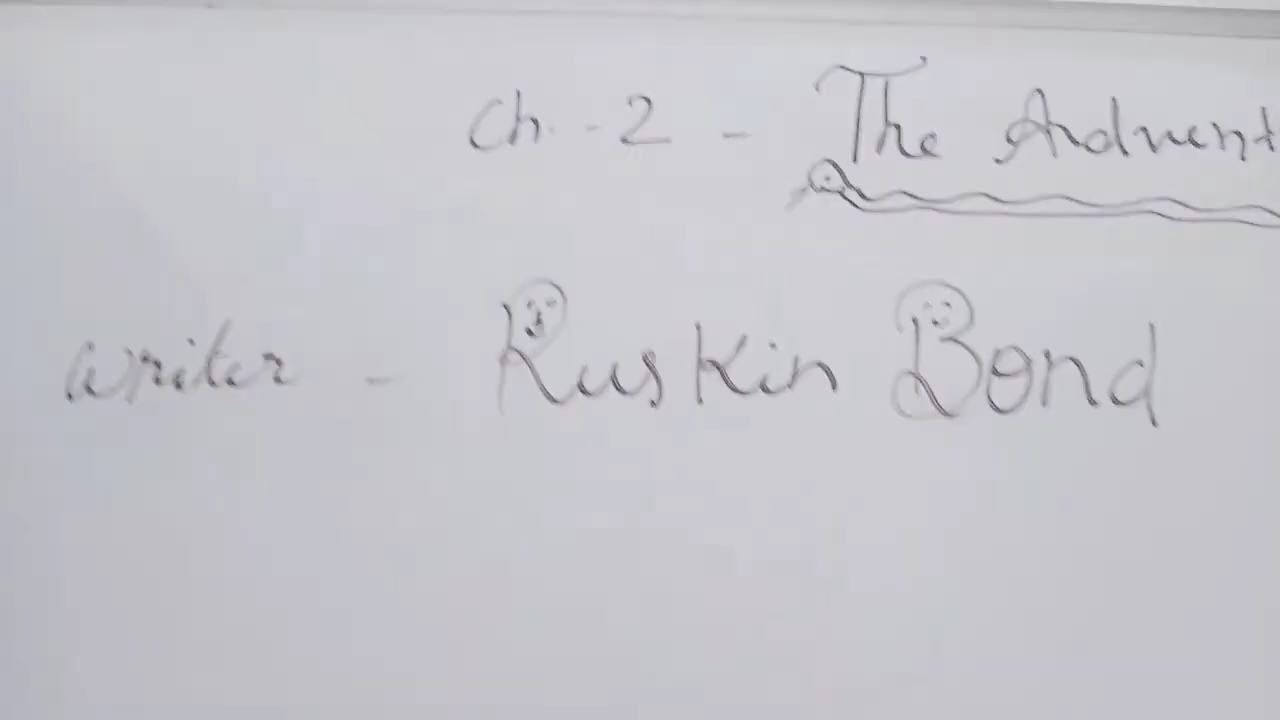 Ch. - 2 - The Advent
writer - Ruskin Bond